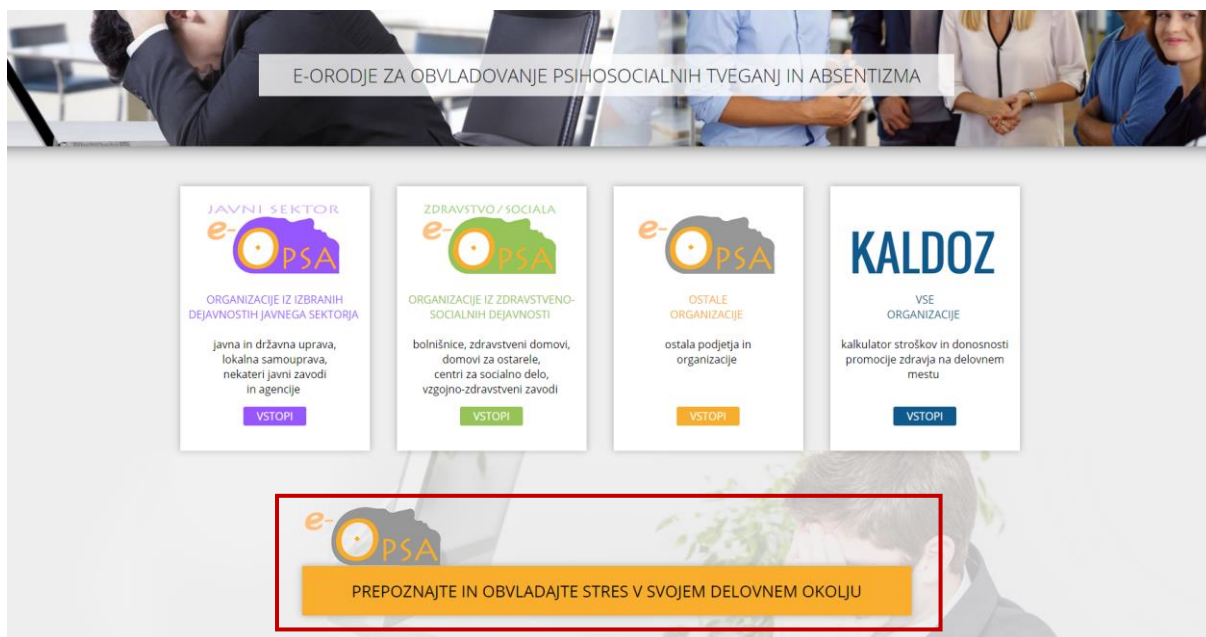 E-ORODJE ZA OBVLADOVANJE PSIHOSOCIALNIH TVEGANJ IN ABSENTIZMA
JAVNI SEKTOR
e-OPSA
ORGANIZACIJE IZ IZBRANIH
DEJAVNOSTIH JAVNEGA SEKTORJA
javna in državna uprava,
lokalna samouprava,
nekateri javni zavodi
in agencije
VSTOPI
ZDRAVSTVO/SOCIALA
e-OPSA
ORGANIZACIJE IZ ZDRAVSTVENO-
SOCIALNIH DEJAVNOSTI
bolnišnice, zdravstveni domovi,
domovi za ostarele,
centri za socialno delo,
vzgojno-zdravstveni zavodi
VSTOPI
e-OPSA
OSTALE
ORGANIZACIJE
ostala podjetja in
organizacije
VSTOPI
KALDOZ
VSE
ORGANIZACIJE
kalkulator stroškov in donosnosti
promocije zdravja na delovnem
mestu
VSTOPI
e-OPSA
PREPOZNAJTE IN OBVLADAJTE STRES V SVOJEM DELOVNEM OKOLJU